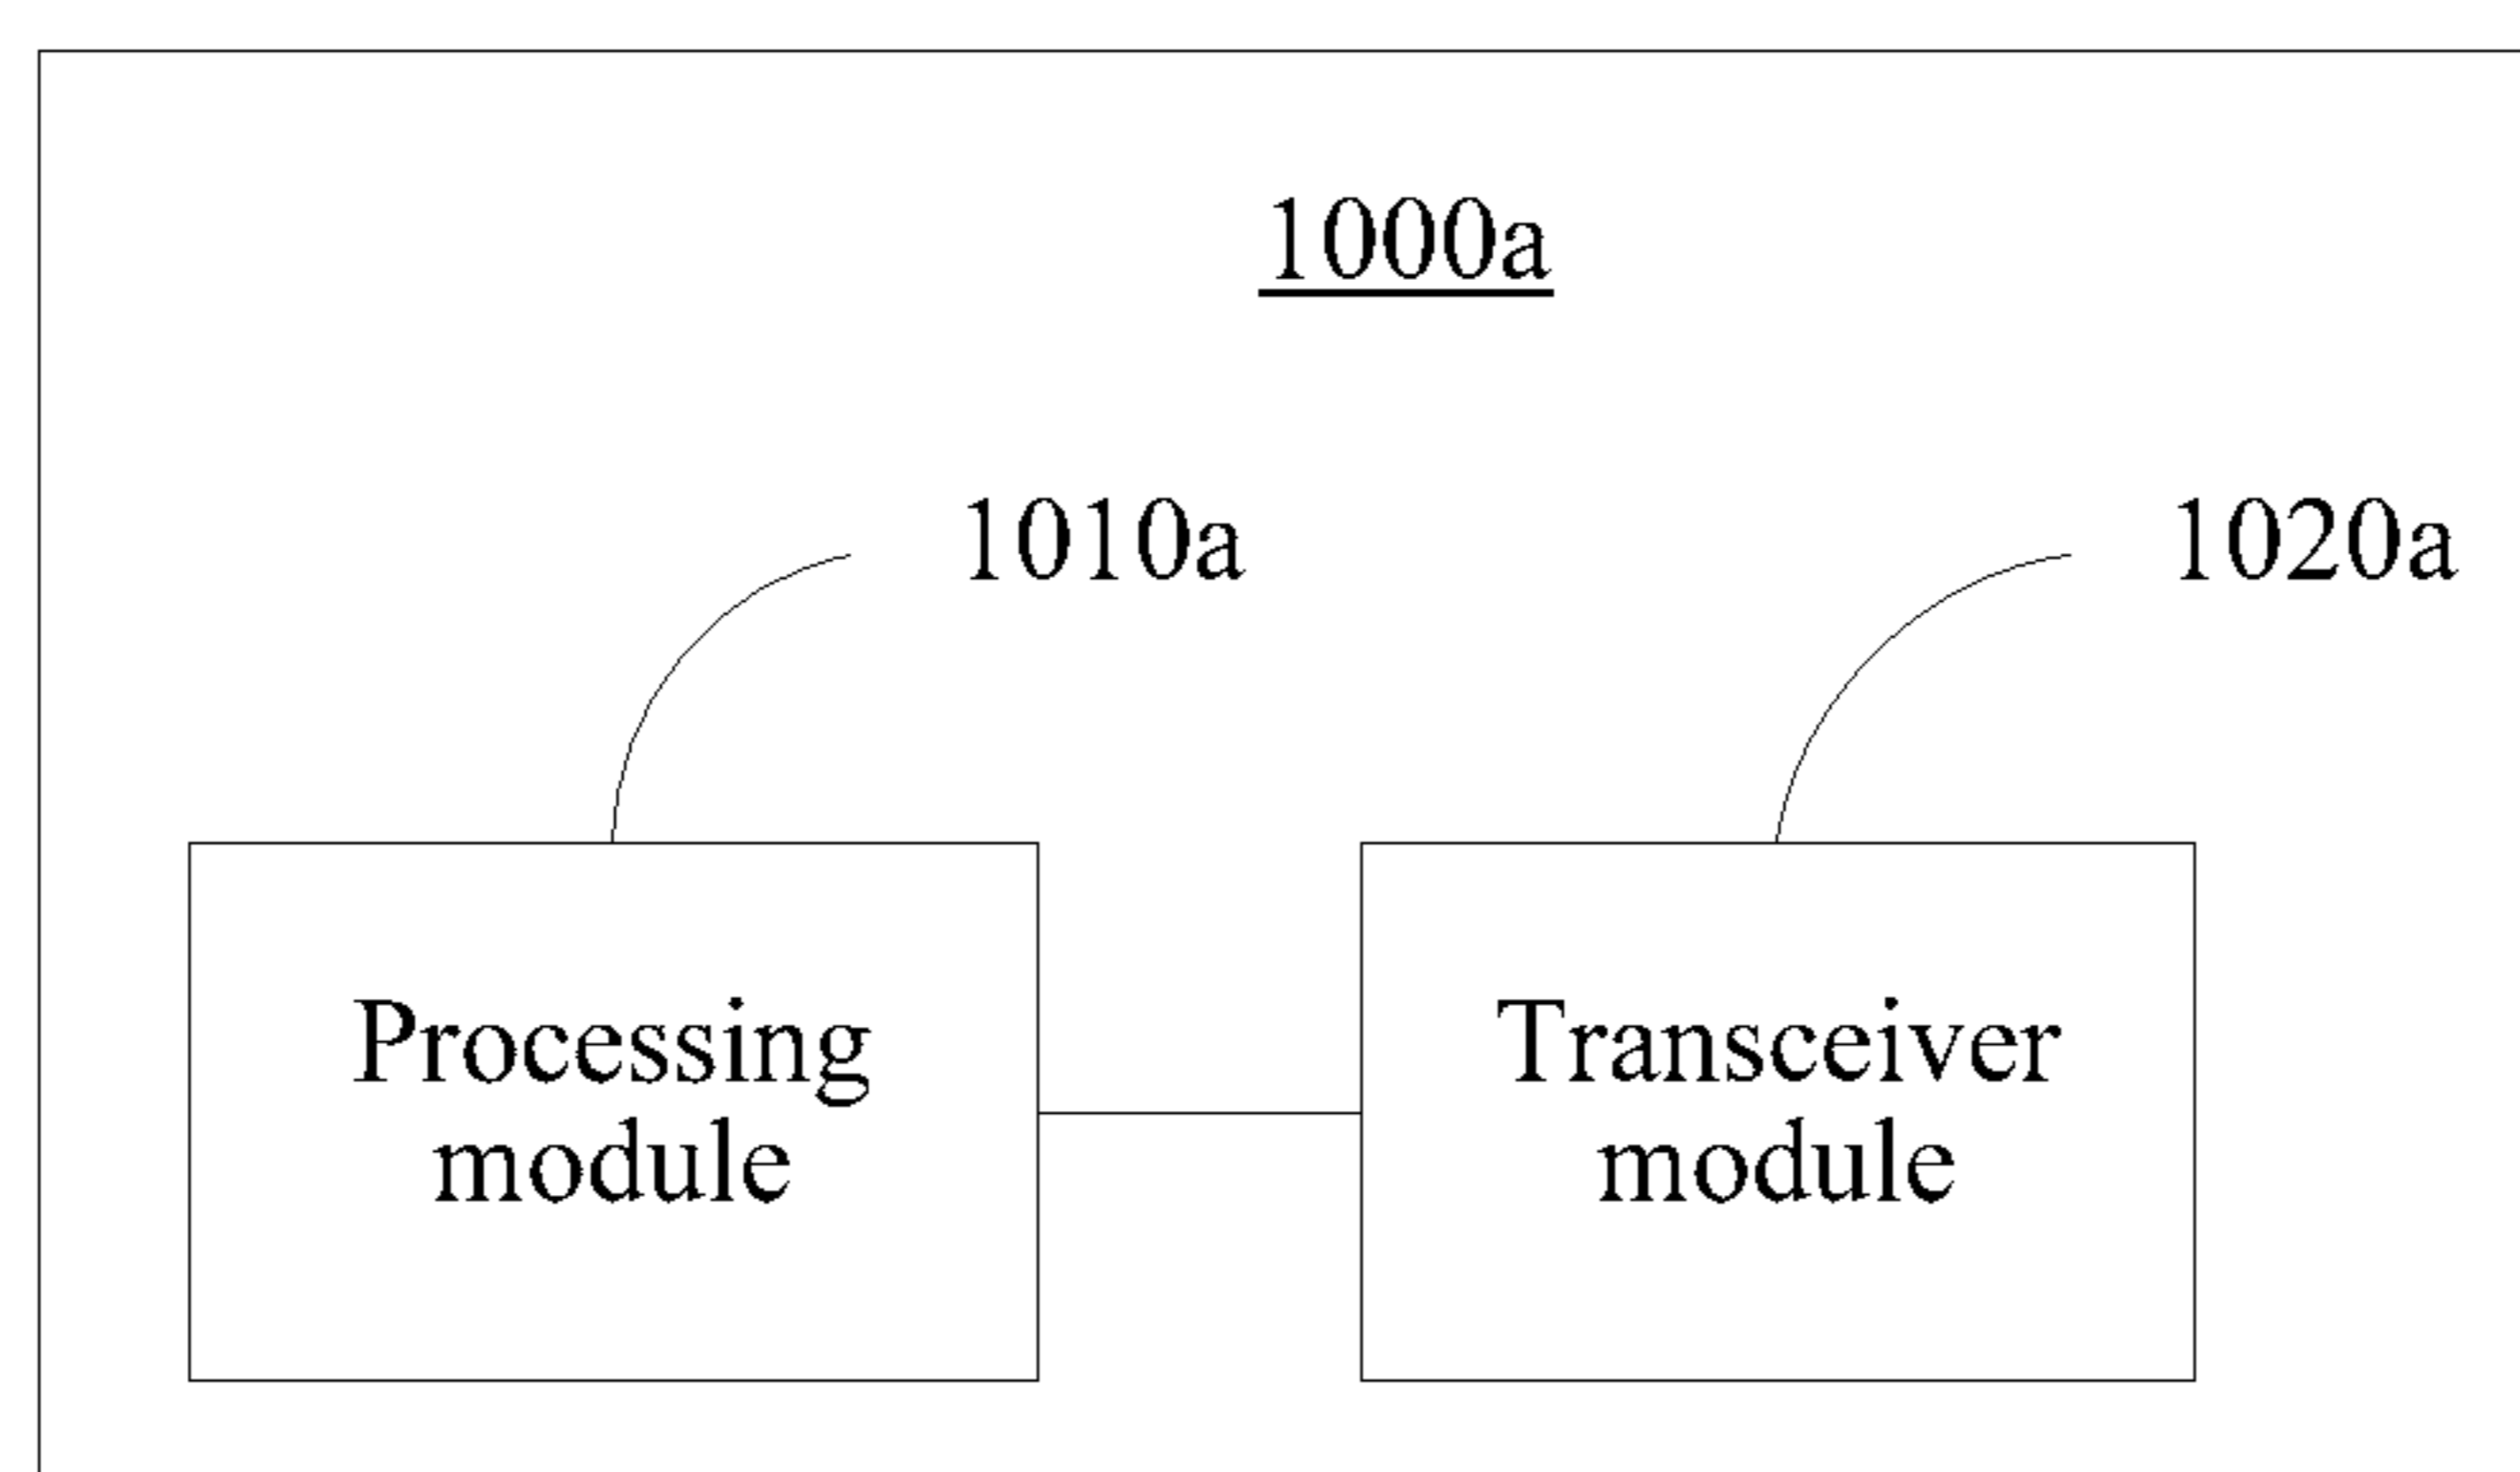 1000a
1010a
1020a
Processing
module
Transceiver
module